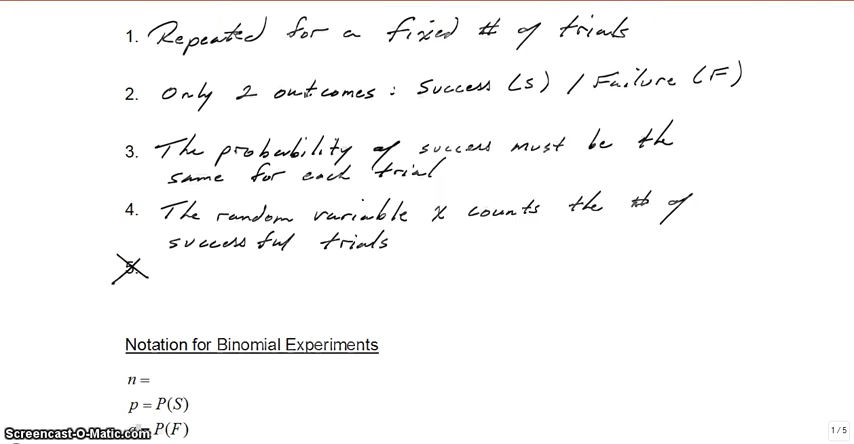 1. Repeated for a fixed # of trials
2. Only 2 outcomes : Success (S) / Failure (F)
3. The probability of success must be the
same for each trial
4. The random variable x counts the # of
successful trials
5.
Notation for Binomial Experiments
n =
p = P(S)
= P(F)
Screencast-O-Matic.com
1 / 5